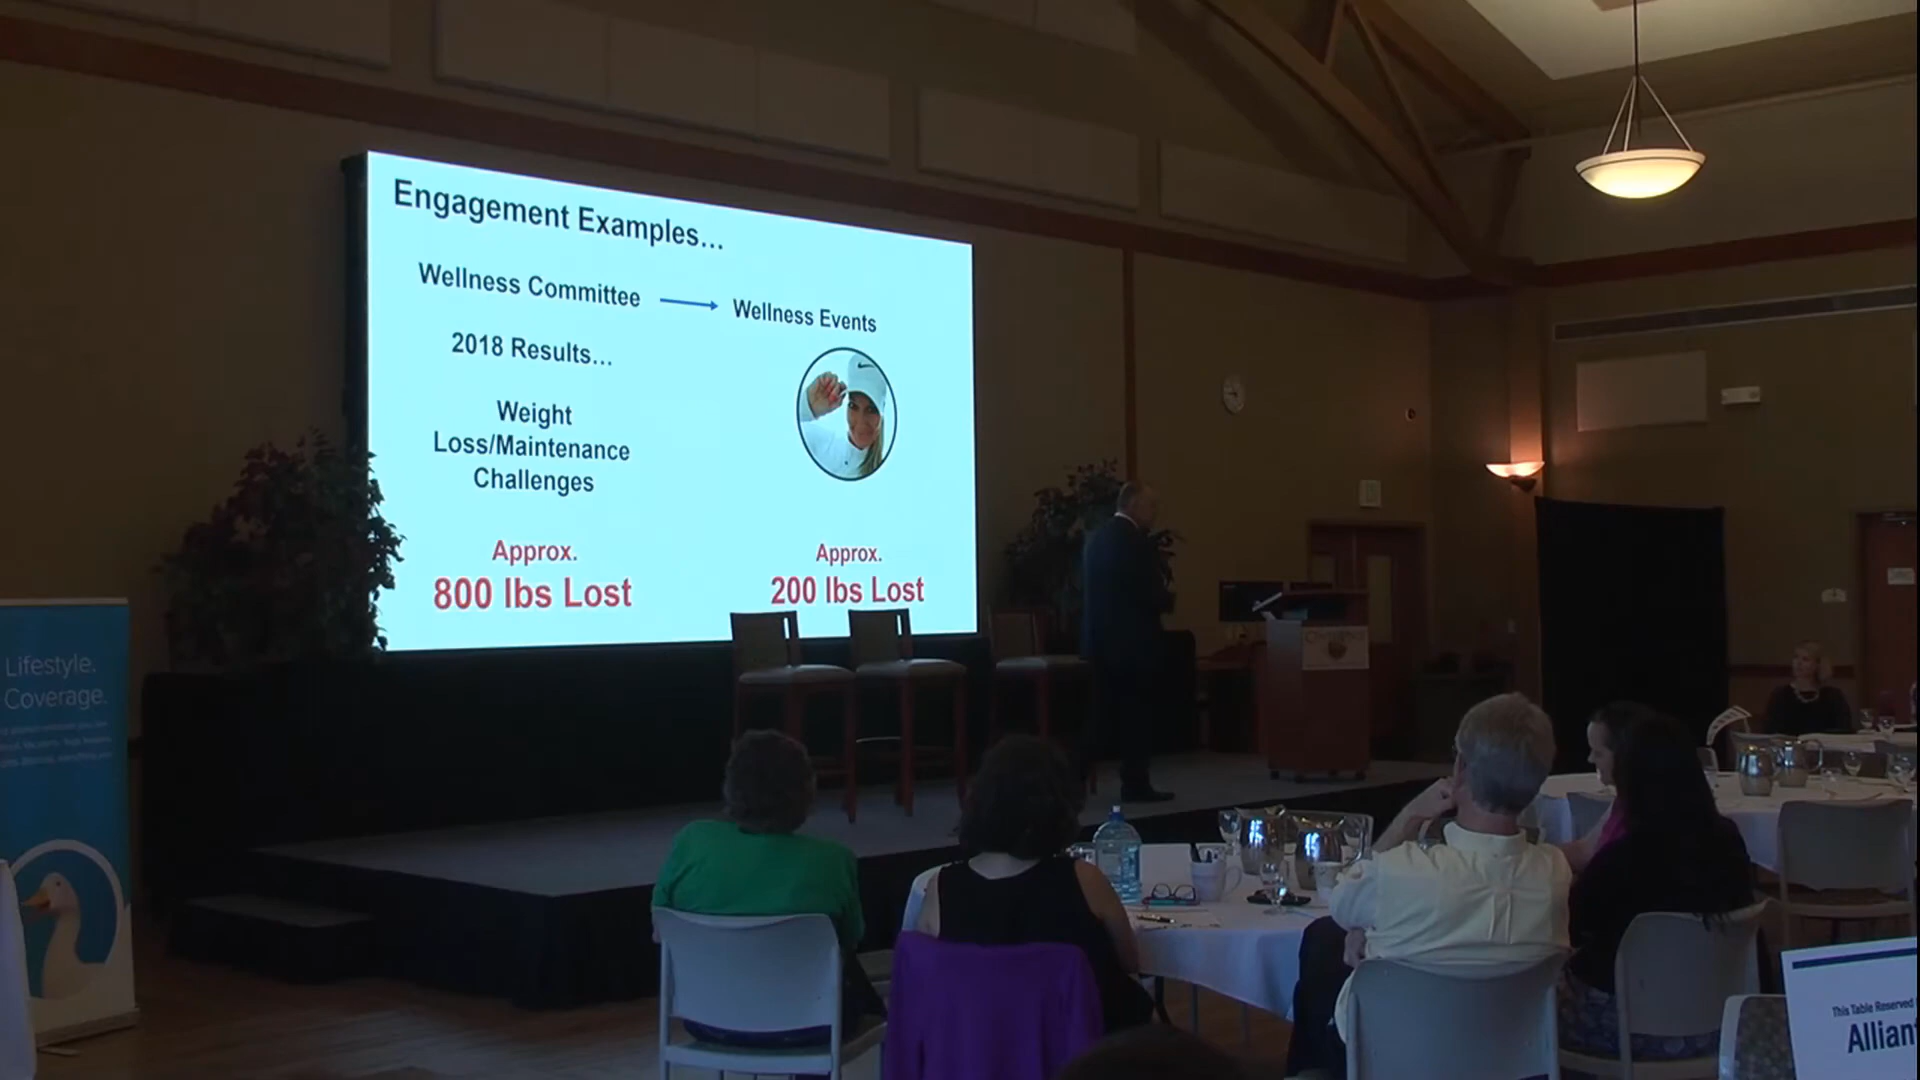 Engagement Examples...
Wellness Committee
Wellness Events
2018 Results...
Weight
Loss/Maintenance
Challenges
Approx.
800 lbs Lost
Approx.
200 lbs Lost
Lifestyle.
Coverage.
This Table Reserved
Allian